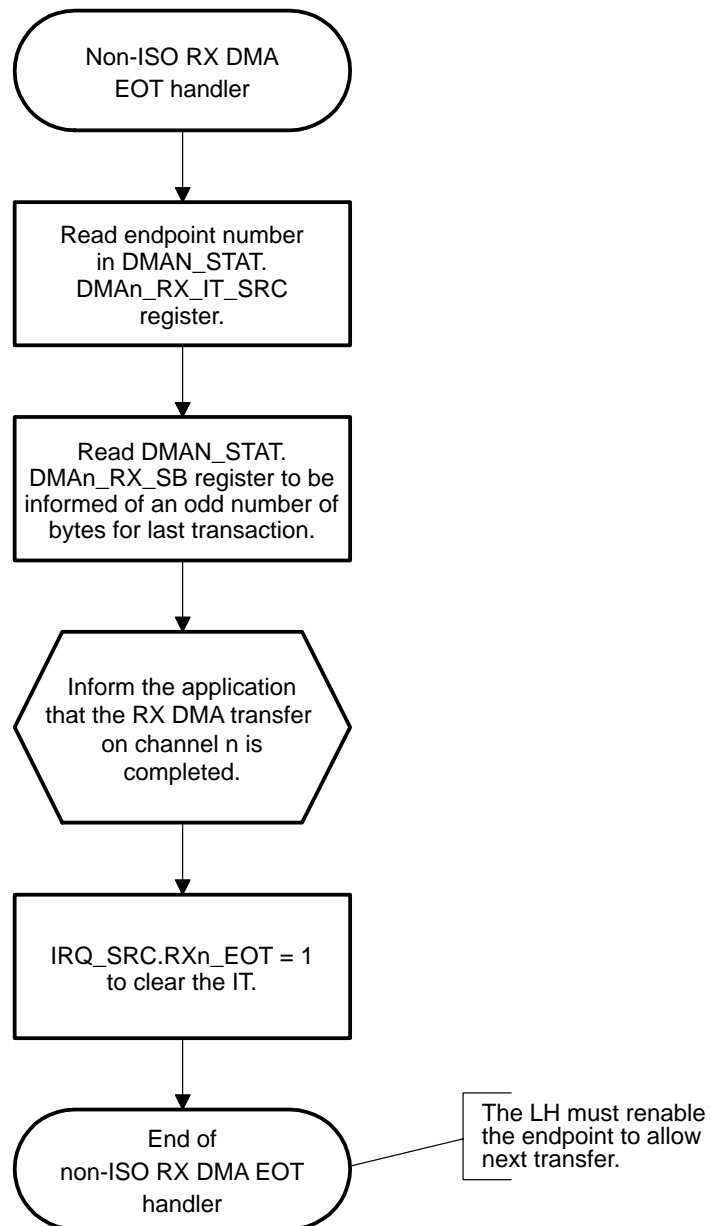 Non-ISO RX DMA
EOT handler
Read endpoint number
in DMAN_STAT.
DMAn_RX_IT_SRC
register.
Read DMAN_STAT.
DMAn_RX_SB register to be
informed of an odd number of
bytes for last transaction.
Inform the application
that the RX DMA transfer
on channel n is
completed.
IRQ_SRC.RXn_EOT = 1
to clear the IT.
End of
non-ISO RX DMA EOT
handler
The LH must renable
the endpoint to allow
next transfer.